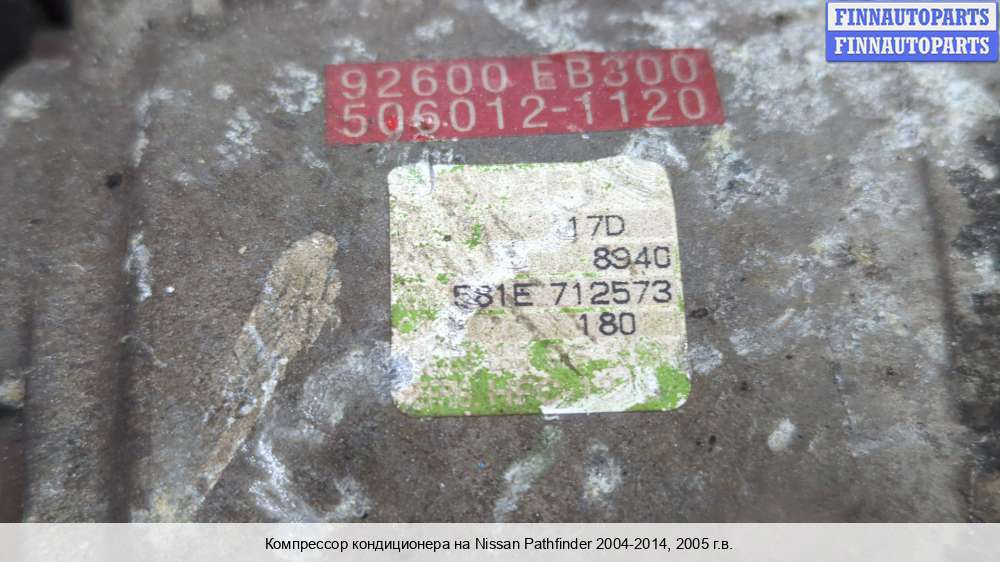 FINNAUTOPARTS
FINNAUTOPARTS
92600 EB300
506012-1120
17D
8940
581E 712573
180
Компрессор кондиционера на Nissan Pathfinder 2004-2014, 2005 г.в.